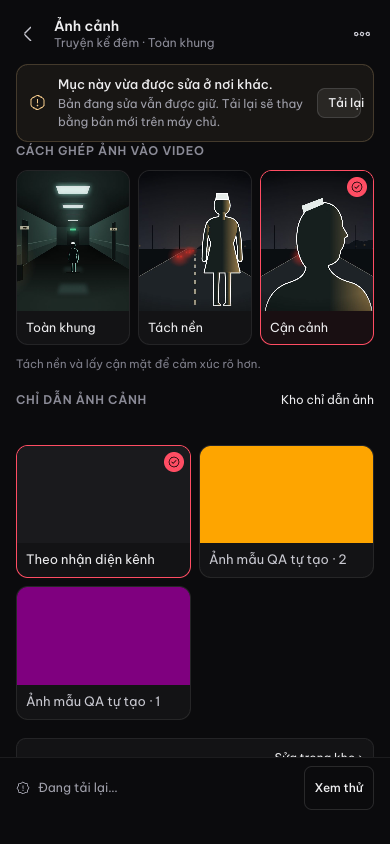 Ảnh cảnh
Truyện kể đêm · Toàn khung
Mục này vừa được sửa ở nơi khác.
Bản đang sửa vẫn được giữ. Tải lại sẽ thay
bằng bản mới trên máy chủ.
Tải lại
CÁCH GHÉP ẢNH VÀO VIDEO
Toàn khung
Tách nền
Cận cảnh
Tách nền và lấy cận mặt để cảm xúc rõ hơn.
CHỈ DẪN ẢNH CẢNH
Kho chỉ dẫn ảnh
Theo nhận diện kênh
Ảnh mẫu QA tự tạo · 2
Ảnh mẫu QA tự tạo · 1
Sửa trong kho ›
Đang tải lại...
Xem thử